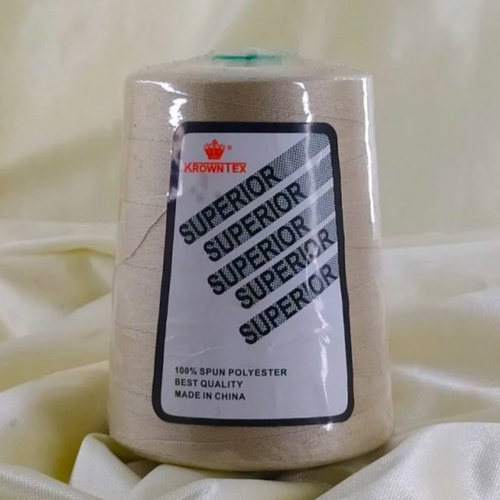 KROWNTEX®
SUPERIOR
SUPERIOR
SUPERIOR
SUPERIOR
SUPERIOR
100% SPUN POLYESTER
BEST QUALITY
MADE IN CHINA